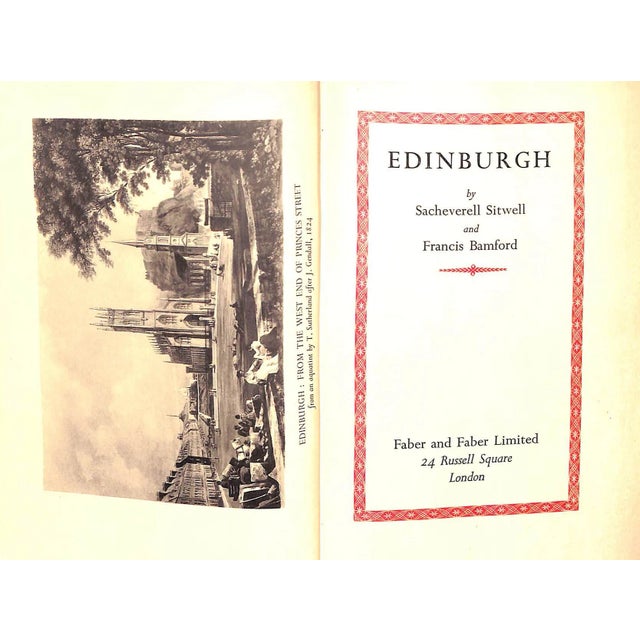 EDINBURGH : FROM THE WEST END OF PRINCES STREET
from an aquatint by T. Sutherland after J. Gendall, 1824
EDINBURGH
by
Sacheverell Sitwell
and
Francis Bamford
Faber and Faber Limited
24 Russell Square
London